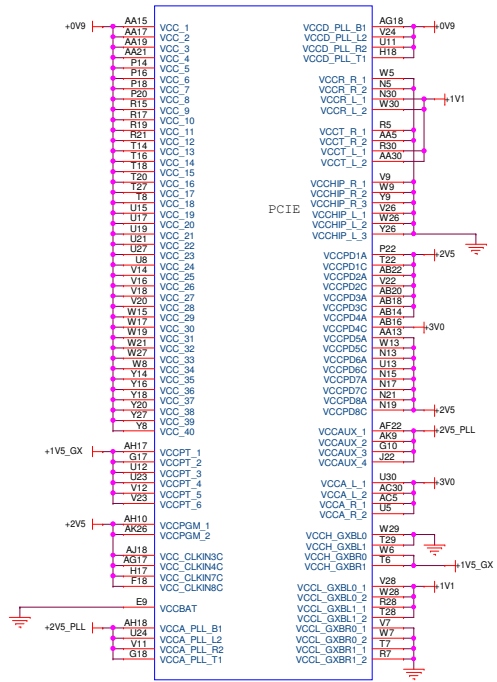 PCIE
+0V9
AA15 VCC_1
AA17 VCC_2
AA19 VCC_3
AA21 VCC_4
P14 VCC_5
P16 VCC_6
P18 VCC_7
P20 VCC_8
R15 VCC_9
R17 VCC_10
R19 VCC_11
R21 VCC_12
T14 VCC_13
T16 VCC_14
T18 VCC_15
T20 VCC_16
T27 VCC_17
T8 VCC_18
U15 VCC_19
U17 VCC_20
U19 VCC_21
U21 VCC_22
U27 VCC_23
U8 VCC_24
V14 VCC_25
V16 VCC_26
V18 VCC_27
V20 VCC_28
W15 VCC_29
W17 VCC_30
W19 VCC_31
W21 VCC_32
W27 VCC_33
W8 VCC_34
Y14 VCC_35
Y16 VCC_36
Y18 VCC_37
Y20 VCC_38
Y27 VCC_39
Y8 VCC_40
+1V5_GX
AH17 VCCPT_1
G17 VCCPT_2
U12 VCCPT_3
U23 VCCPT_4
V12 VCCPT_5
V23 VCCPT_6
+2V5
AH10 VCCPGM_1
AK26 VCCPGM_2
AJ18 VCC_CLKIN3C
AG17 VCC_CLKIN4C
H17 VCC_CLKIN7C
F18 VCC_CLKIN8C
E9 VCCBAT
+2V5_PLL
AH18 VCCA_PLL_B1
U24 VCCA_PLL_L2
V11 VCCA_PLL_R2
G18 VCCA_PLL_T1
VCCD_PLL_B1 AG18 +0V9
VCCD_PLL_L2 V24
VCCD_PLL_R2 U11
VCCD_PLL_T1 H18
VCCR_R_1 W5
VCCR_R_2 N5
VCCR_L_1 N30 +1V1
VCCR_L_2 W30
VCCT_R_1 R5
VCCT_R_2 AA5
VCCT_L_1 R30
VCCT_L_2 AA30
VCCHIP_R_1 V9
VCCHIP_R_2 W9
VCCHIP_R_3 Y9
VCCHIP_L_1 V26
VCCHIP_L_2 W26
VCCHIP_L_3 Y26
VCCPD1A P22 +2V5
VCCPD1C T22
VCCPD2A AB22
VCCPD2C V22
VCCPD3A AB20
VCCPD3C AB18
VCCPD4A AB14
VCCPD4C AB16 +3V0
VCCPD5A AA13
VCCPD5C W13
VCCPD6A N13
VCCPD6C U13
VCCPD7A N15
VCCPD7C N17
VCCPD8A N21
VCCPD8C N19 +2V5
VCCAUX_1 AF22 +2V5_PLL
VCCAUX_2 AK9
VCCAUX_3 G10
VCCAUX_4 J22
VCCA_L_1 U30 +3V0
VCCA_L_2 AC30
VCCA_R_1 AC5
VCCA_R_2 U5
VCCH_GXBL0 W29
VCCH_GXBL1 T29
VCCH_GXBR0 W6
VCCH_GXBR1 T6 +1V5_GX
VCCL_GXBL0_1 V28 +1V1
VCCL_GXBL0_2 W28
VCCL_GXBL1_1 R28
VCCL_GXBL1_2 T28
VCCL_GXBR0_1 V7
VCCL_GXBR0_2 W7
VCCL_GXBR1_1 T7
VCCL_GXBR1_2 R7